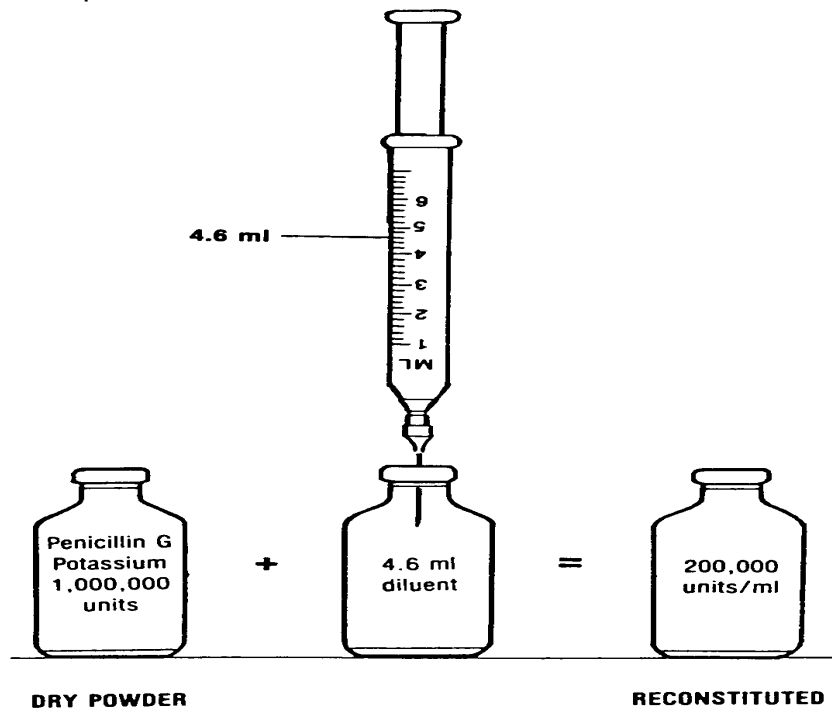 6
5
4.6 ml
4
3
2
1
ML
Penicillin G
Potassium
1,000,000
units
+
4.6 ml
diluent
=
200,000
units/ml
DRY POWDER
RECONSTITUTED